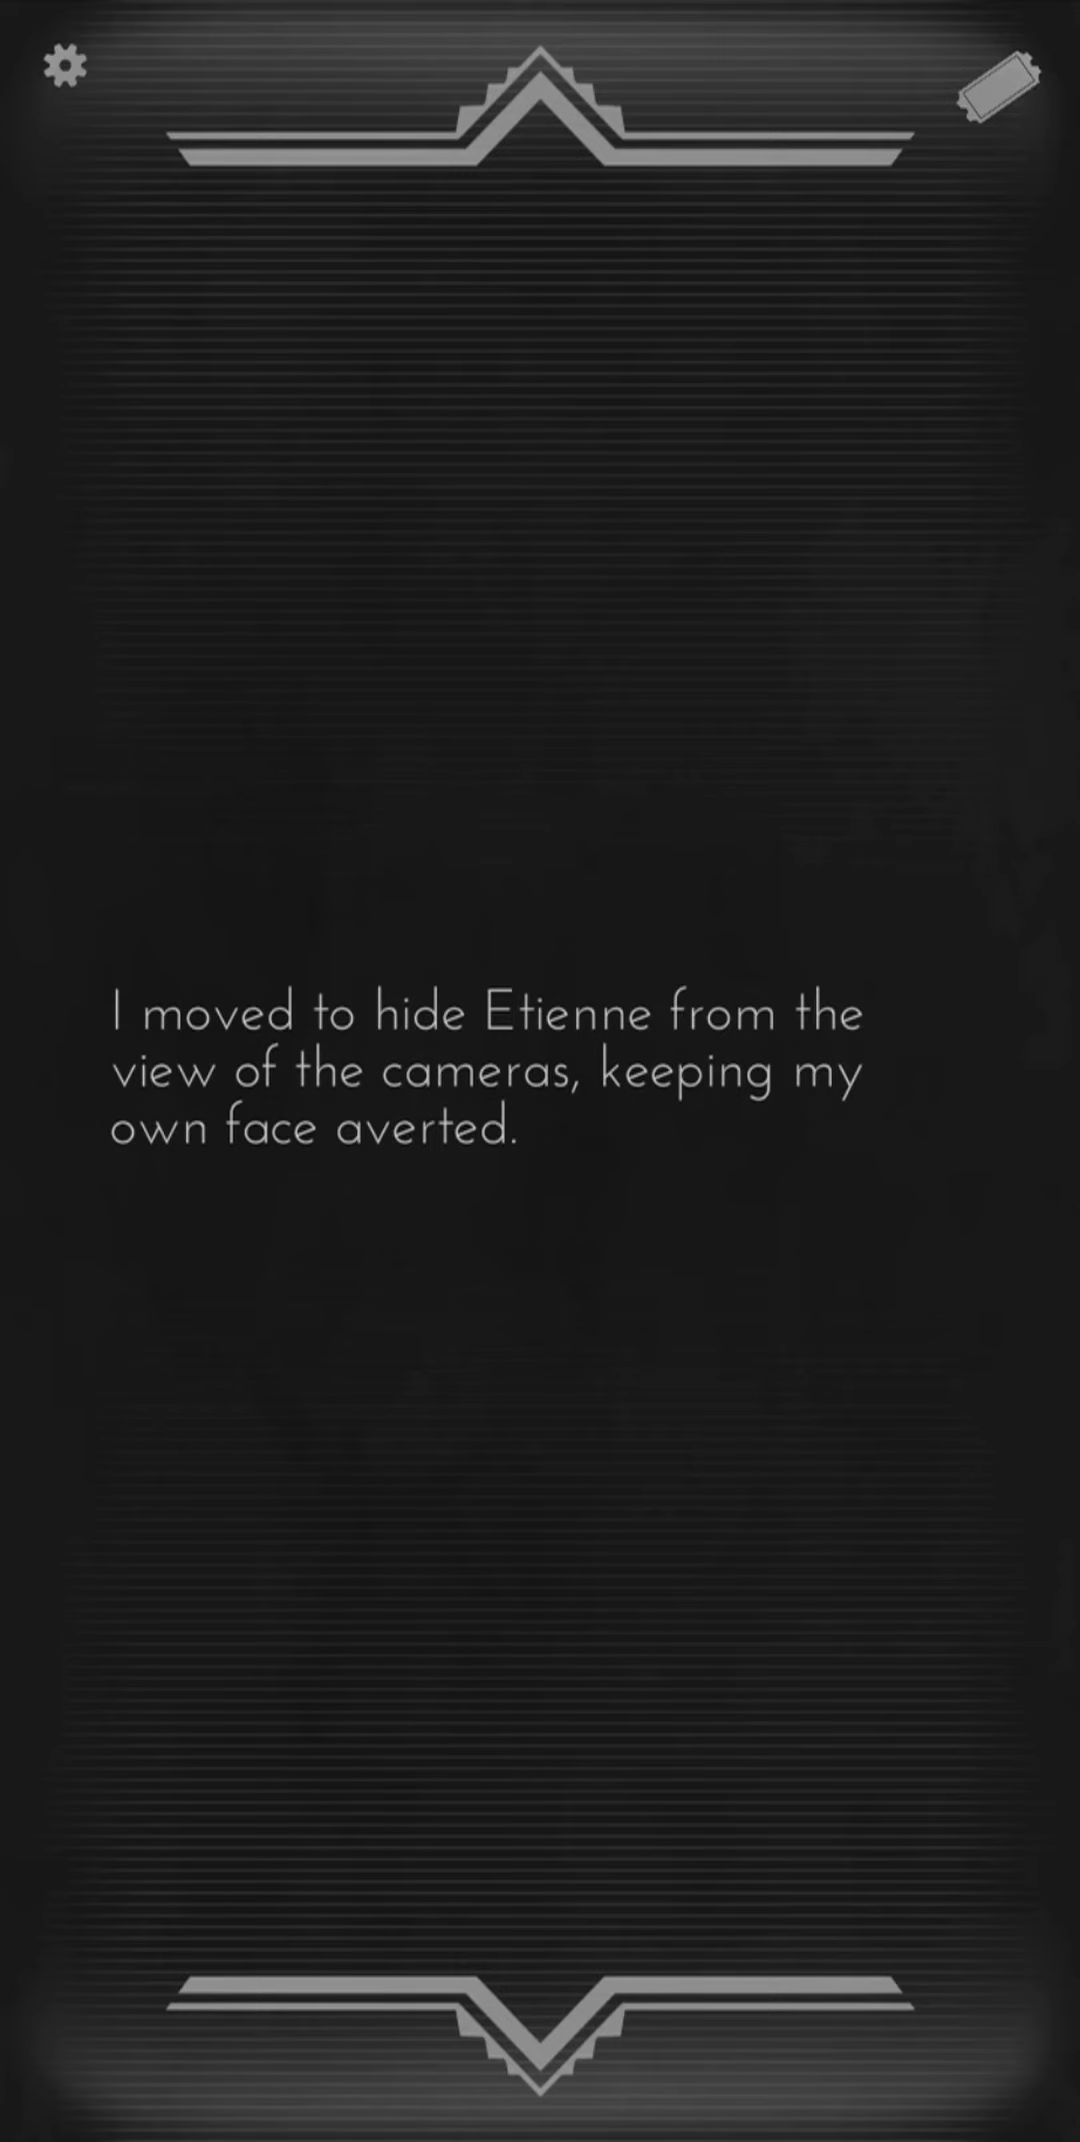 I moved to hide Etienne from the
view of the cameras, keeping my
own face averted.